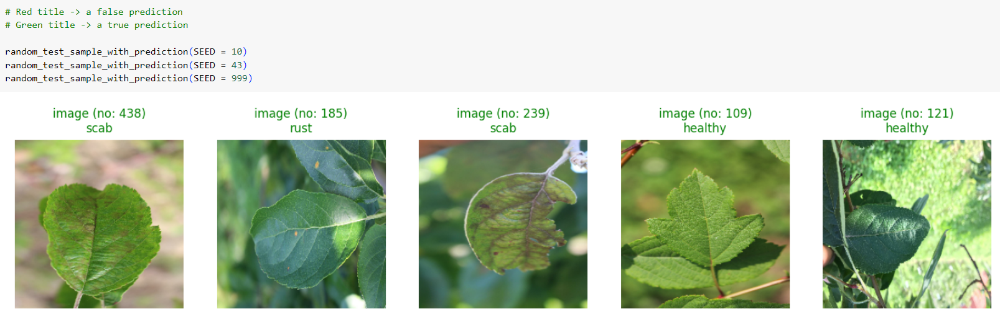 # Red title -> a false prediction
# Green title -> a true prediction
random_test_sample_with_prediction(SEED = 10)
random_test_sample_with_prediction(SEED = 43)
random_test_sample_with_prediction(SEED = 999)
image (no: 438)
scab
image (no: 185)
rust
image (no: 239)
scab
image (no: 109)
healthy
image (no: 121)
healthy